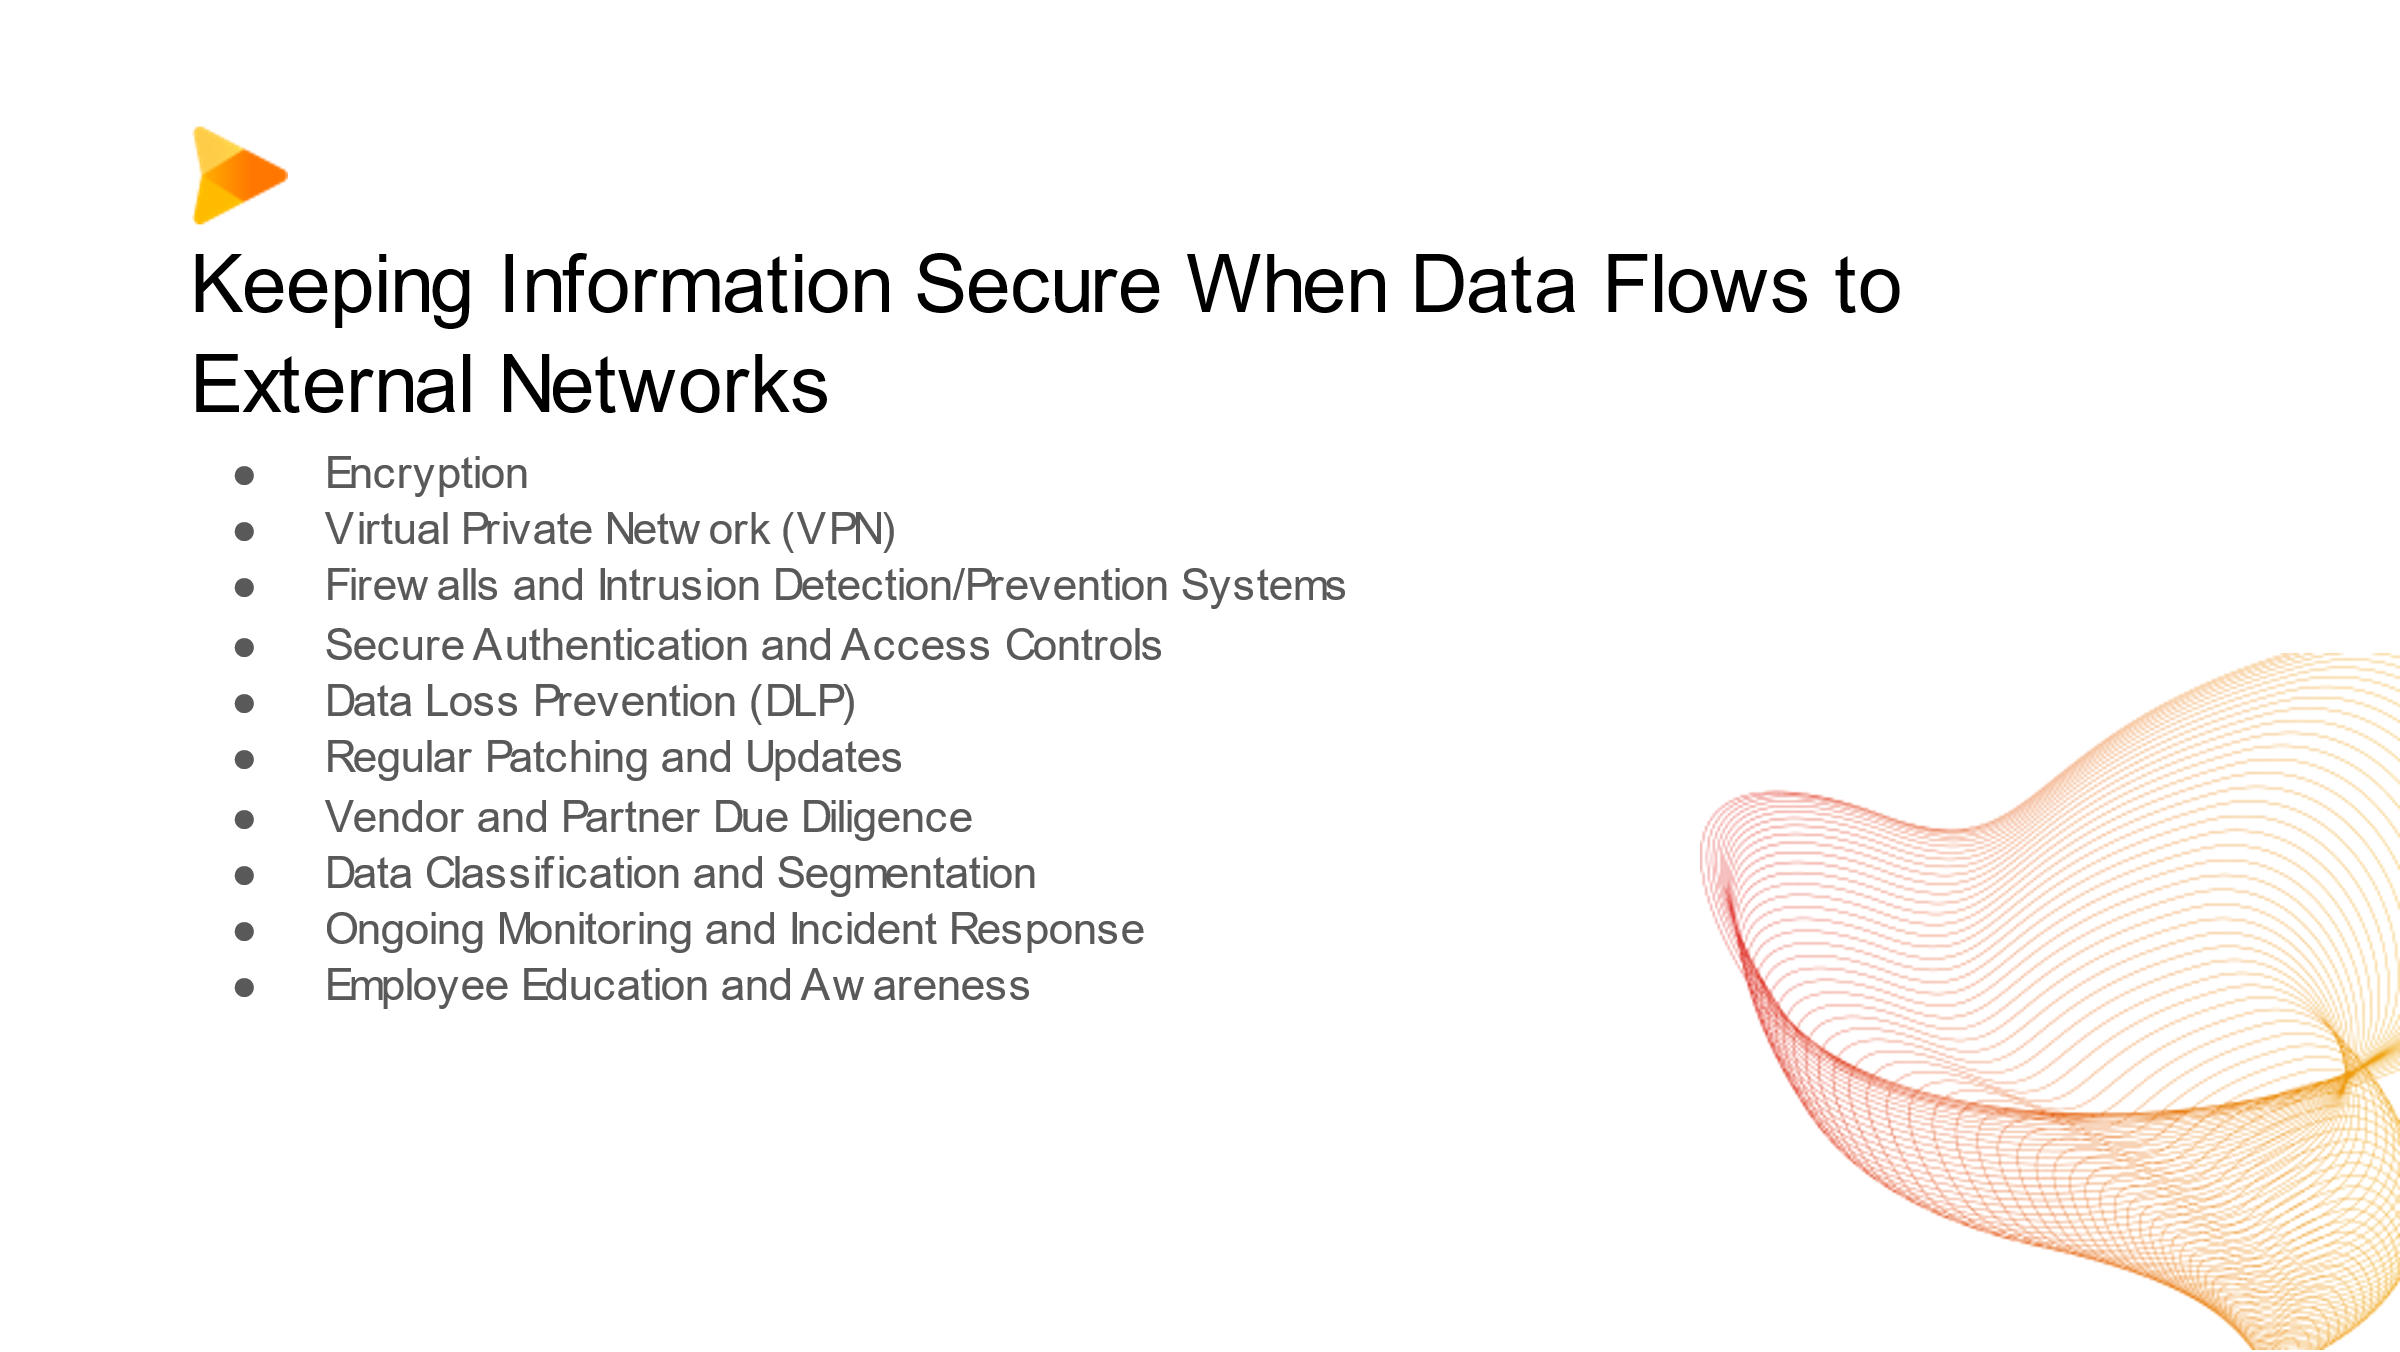 Keeping Information Secure When Data Flows to
External Networks
● Encryption
● Virtual Private Network (VPN)
● Firewalls and Intrusion Detection/Prevention Systems
● Secure Authentication and Access Controls
● Data Loss Prevention (DLP)
● Regular Patching and Updates
● Vendor and Partner Due Diligence
● Data Classification and Segmentation
● Ongoing Monitoring and Incident Response
● Employee Education and Awareness